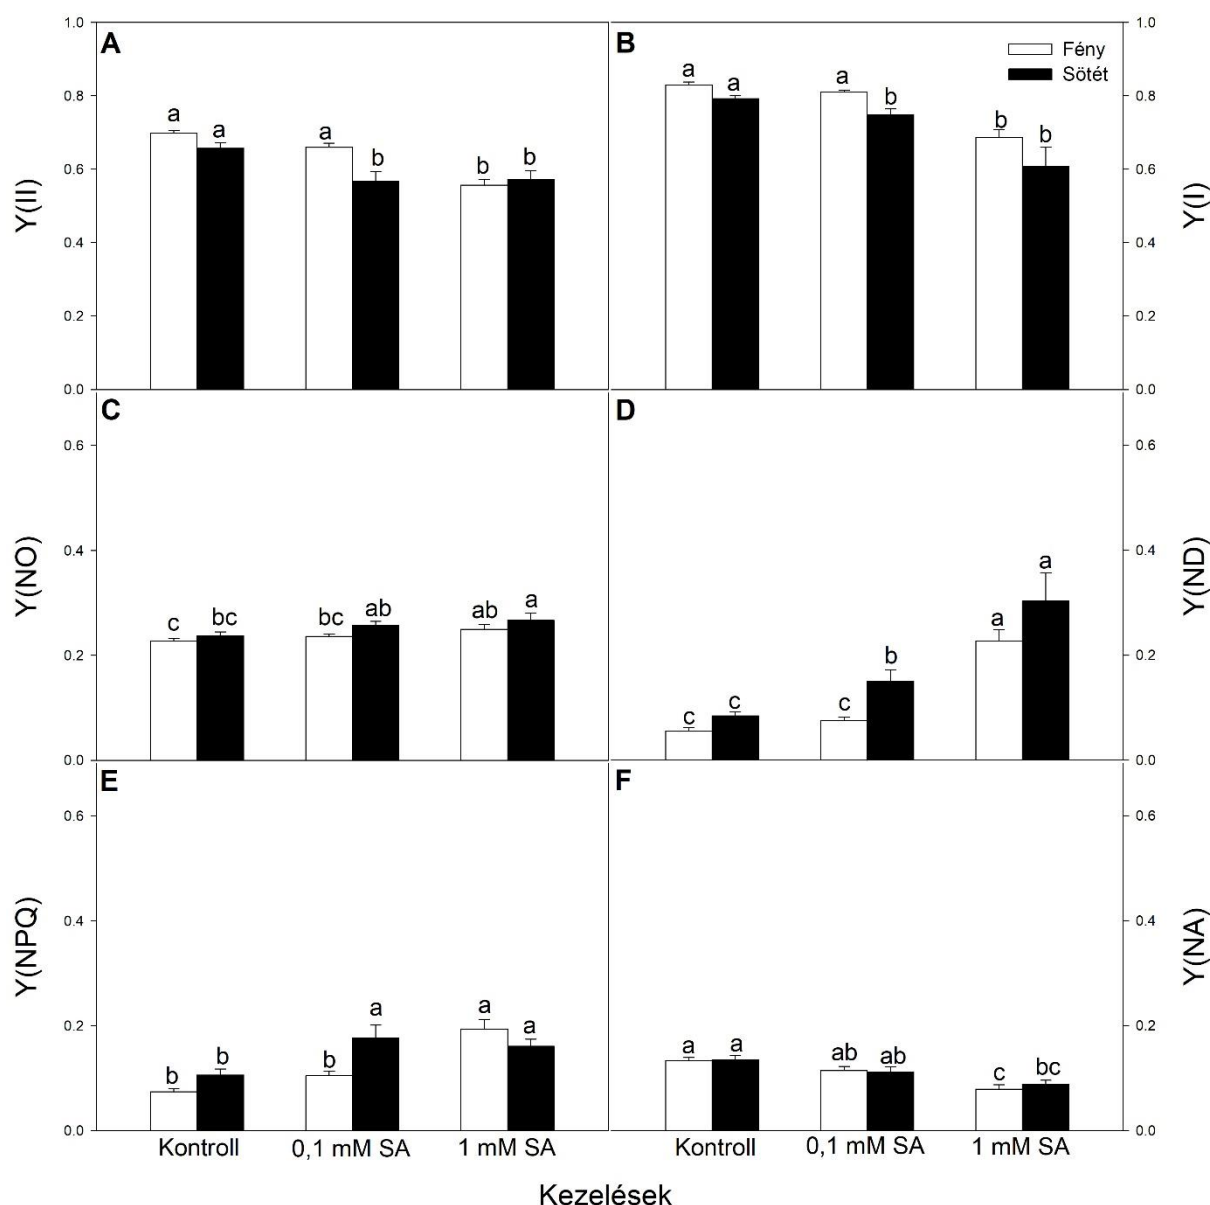 A
B
Fény
Sötét
1.0
0.8
0.6
0.4
0.2
0.0
Y(II)
a a a b b b
a a a b b b
1.0
0.8
0.6
0.4
0.2
0.0
Y(I)
C
D
0.6
0.4
0.2
0.0
Y(NO)
c bc bc ab ab a
c c c b a a
0.6
0.4
0.2
0.0
Y(ND)
E
F
0.6
0.4
0.2
0.0
Y(NPQ)
b b b a a a
a a ab ab c bc
0.6
0.4
0.2
0.0
Y(NA)
Kontroll 0,1 mM SA 1 mM SA
Kontroll 0,1 mM SA 1 mM SA
Kezelések